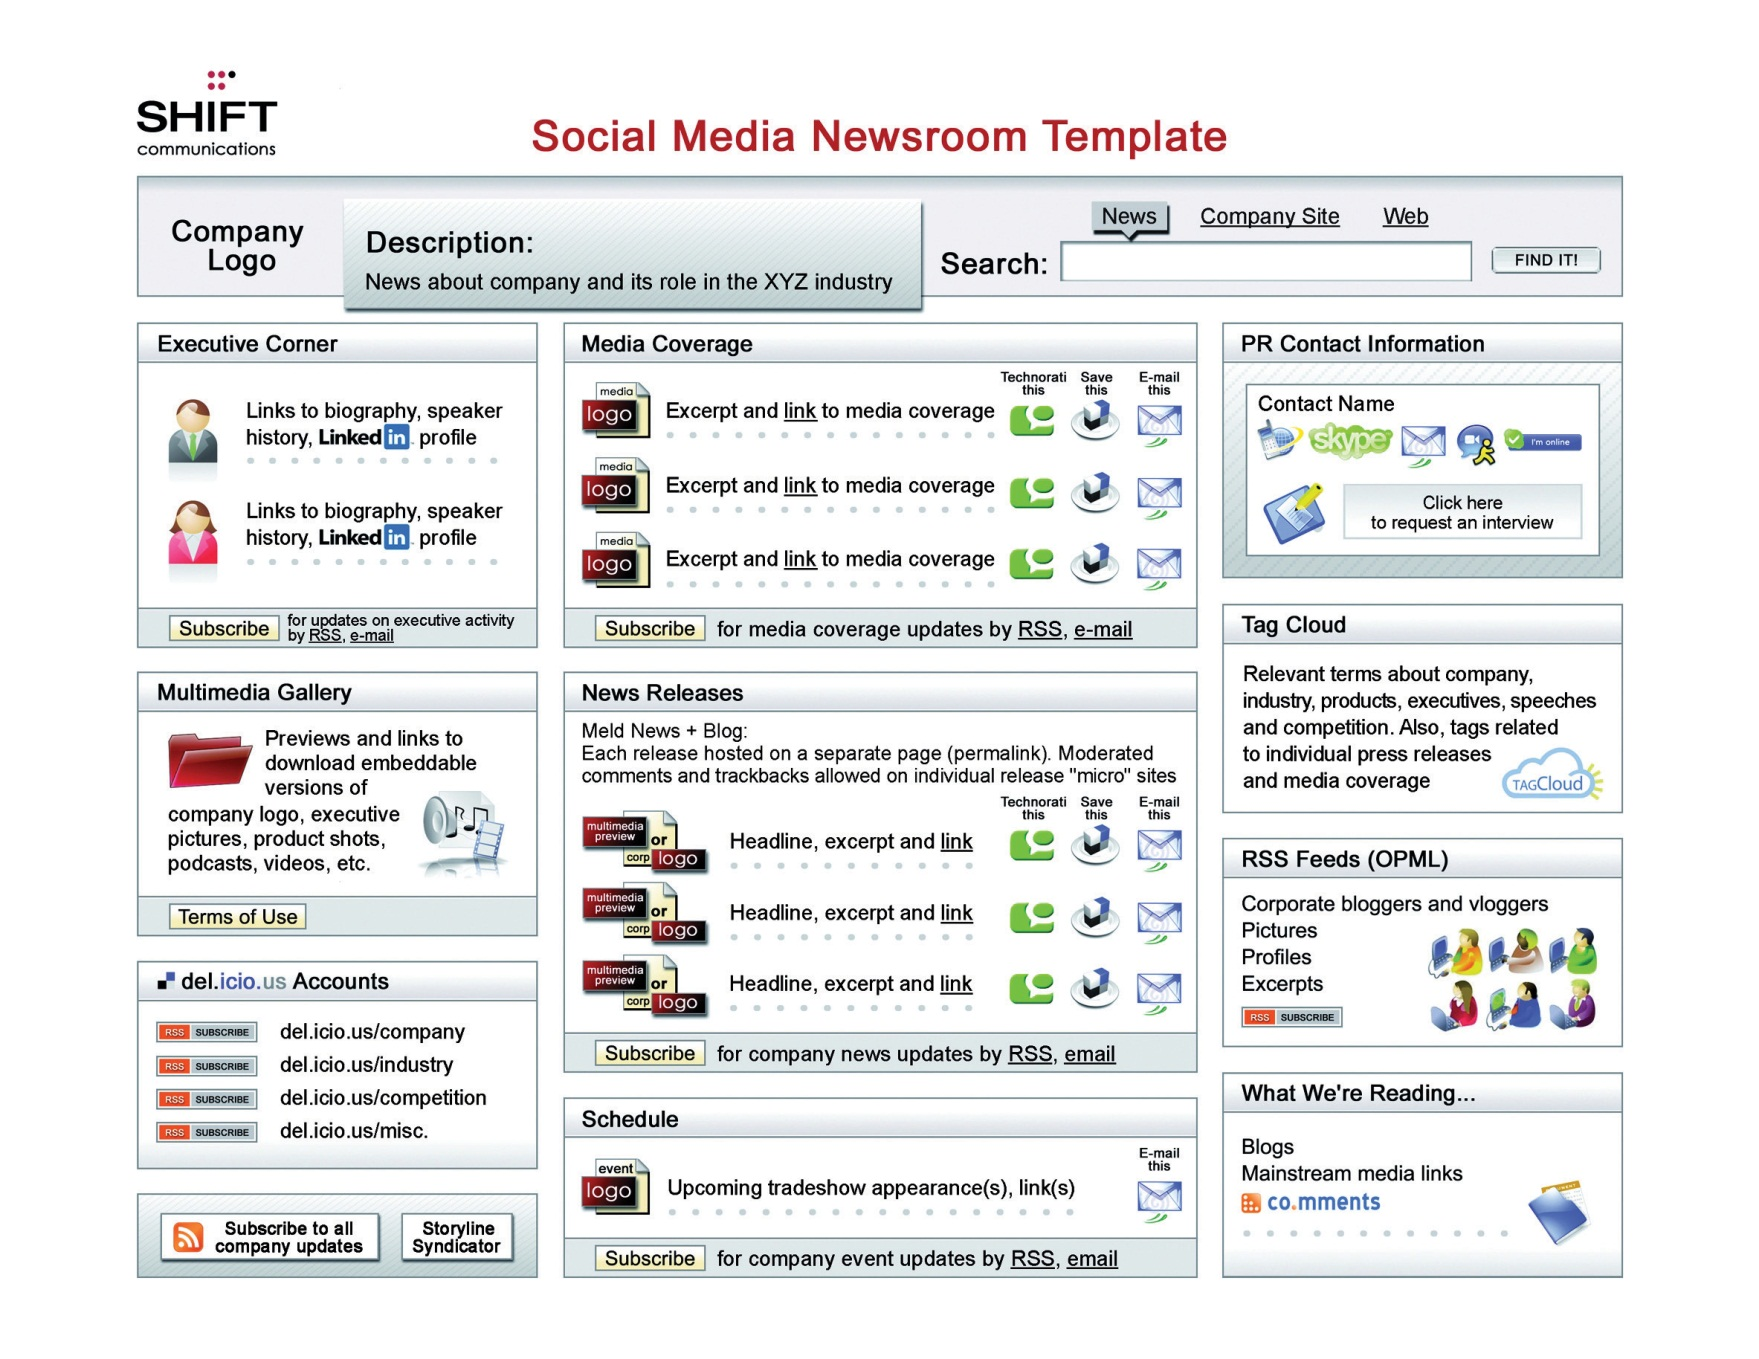 SHIFT
communications
Social Media Newsroom Template
Company
Logo
Description:
News about company and its role in the XYZ industry
News Company Site Web
Search: FIND IT!
Executive Corner
Links to biography, speaker
history, Linked in profile
Links to biography, speaker
history, Linked in profile
Subscribe for updates on executive activity
by RSS, e-mail
Multimedia Gallery
Previews and links to
download embeddable
versions of
company logo, executive
pictures, product shots,
podcasts, videos, etc.
Terms of Use
del.icio.us Accounts
RSS SUBSCRIBE del.icio.us/company
RSS SUBSCRIBE del.icio.us/industry
RSS SUBSCRIBE del.icio.us/competition
RSS SUBSCRIBE del.icio.us/misc.
Subscribe to all
company updates
Storyline
Syndicator
Media Coverage
Technorati this Save this E-mail this
media
logo Excerpt and link to media coverage
media
logo Excerpt and link to media coverage
media
logo Excerpt and link to media coverage
Subscribe for media coverage updates by RSS, e-mail
News Releases
Meld News + Blog:
Each release hosted on a separate page (permalink). Moderated
comments and trackbacks allowed on individual release "micro" sites
Technorati this Save this E-mail this
multimedia
preview or
corp logo
Headline, excerpt and link
multimedia
preview or
corp logo
Headline, excerpt and link
multimedia
preview or
corp logo
Headline, excerpt and link
Subscribe for company news updates by RSS, email
Schedule
E-mail
this
event
logo Upcoming tradeshow appearance(s), link(s)
Subscribe for company event updates by RSS, email
PR Contact Information
Contact Name
skype I'm online
Click here
to request an interview
Tag Cloud
Relevant terms about company,
industry, products, executives, speeches
and competition. Also, tags related
to individual press releases
and media coverage
TAGCloud
RSS Feeds (OPML)
Corporate bloggers and vloggers
Pictures
Profiles
Excerpts
RSS SUBSCRIBE
What We're Reading...
Blogs
Mainstream media links
co.mments